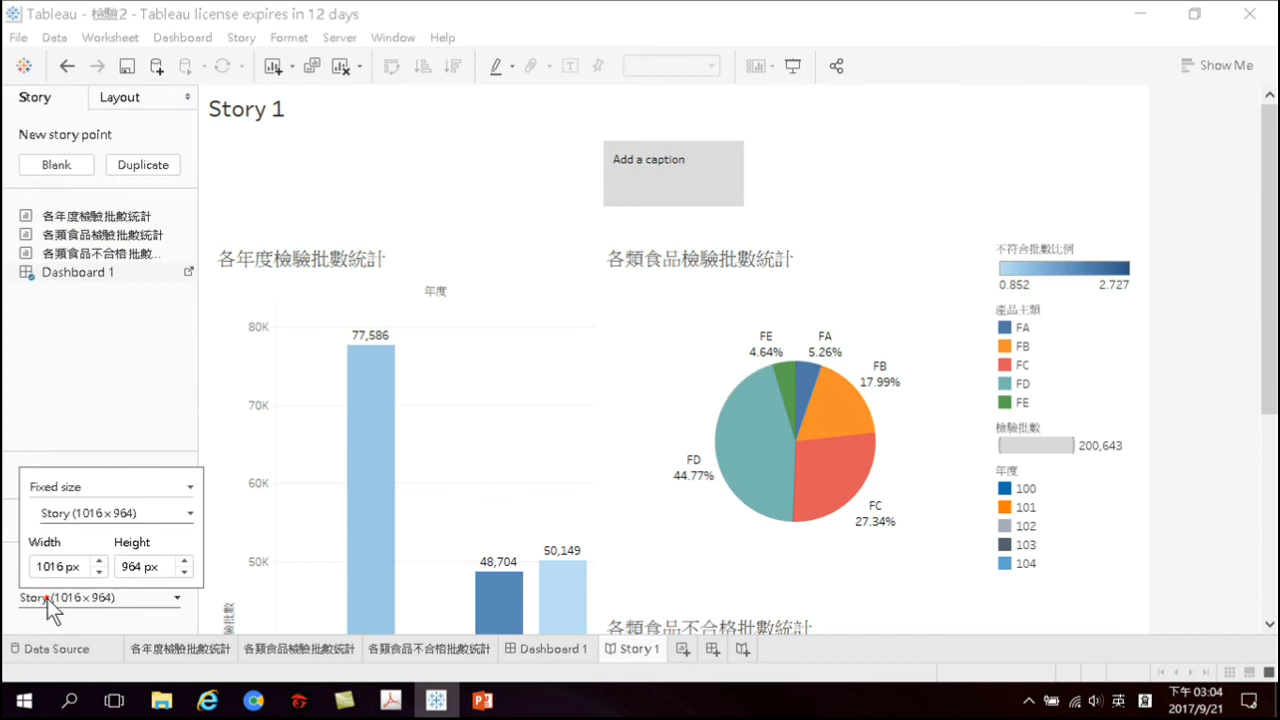 Tableau - 檢驗2 - Tableau license expires in 12 days
File Data Worksheet Dashboard Story Format Server Window Help
Show Me
Story Layout
New story point
Blank Duplicate
各年度檢驗批數統計
各類食品檢驗批數統計
各類食品不合格批數...
Dashboard 1
Fixed size
Story (1016 x 964)
Width Height
1016 px 964 px
Story (1016 x 964)
Story 1
Add a caption
各年度檢驗批數統計
年度
80K
77,586
70K
60K
50K
48,704
50,149
驗批數
各類食品檢驗批數統計
FE
4.64%
FA
5.26%
FB
17.99%
FD
44.77%
FC
27.34%
各類食品不合格批數統計
不符合批數比例
0.852 2.727
產品主類
FA
FB
FC
FD
FE
檢驗批數
200,643
年度
100
101
102
103
104
Data Source 各年度檢驗批數統計 各類食品檢驗批數統計 各類食品不合格批數統計 Dashboard 1 Story 1
英
下午 03:04
2017/9/21